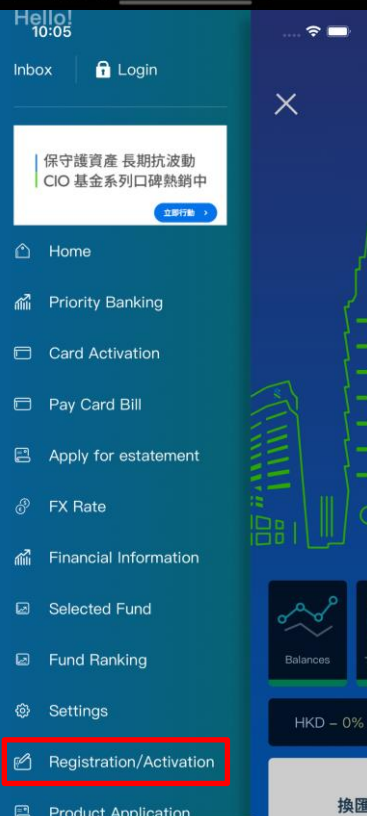 Hello!
10:05
Inbox
Login
保守護資產 長期抗波動
CIO 基金系列口碑熱銷中
立即行動 >
Home
Priority Banking
Card Activation
Pay Card Bill
Apply for estatement
FX Rate
Financial Information
Selected Fund
Fund Ranking
Settings
Registration/Activation
Product Application
Balances
HKD – 0%
換匯